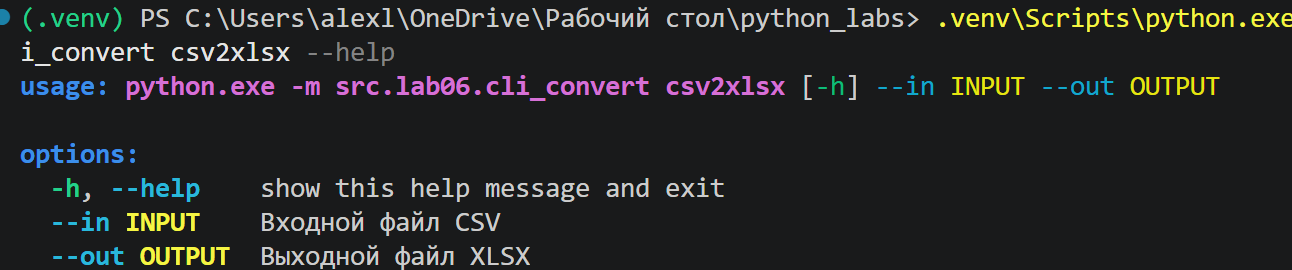 (.venv) PS C:\Users\alexl\OneDrive\Рабочий стол\python_labs> .venv\Scripts\python.exe
i_convert csv2xlsx --help
usage: python.exe -m src.lab06.cli_convert csv2xlsx [-h] --in INPUT --out OUTPUT
options:
-h, --help show this help message and exit
--in INPUT Входной файл CSV
--out OUTPUT Выходной файл XLSX